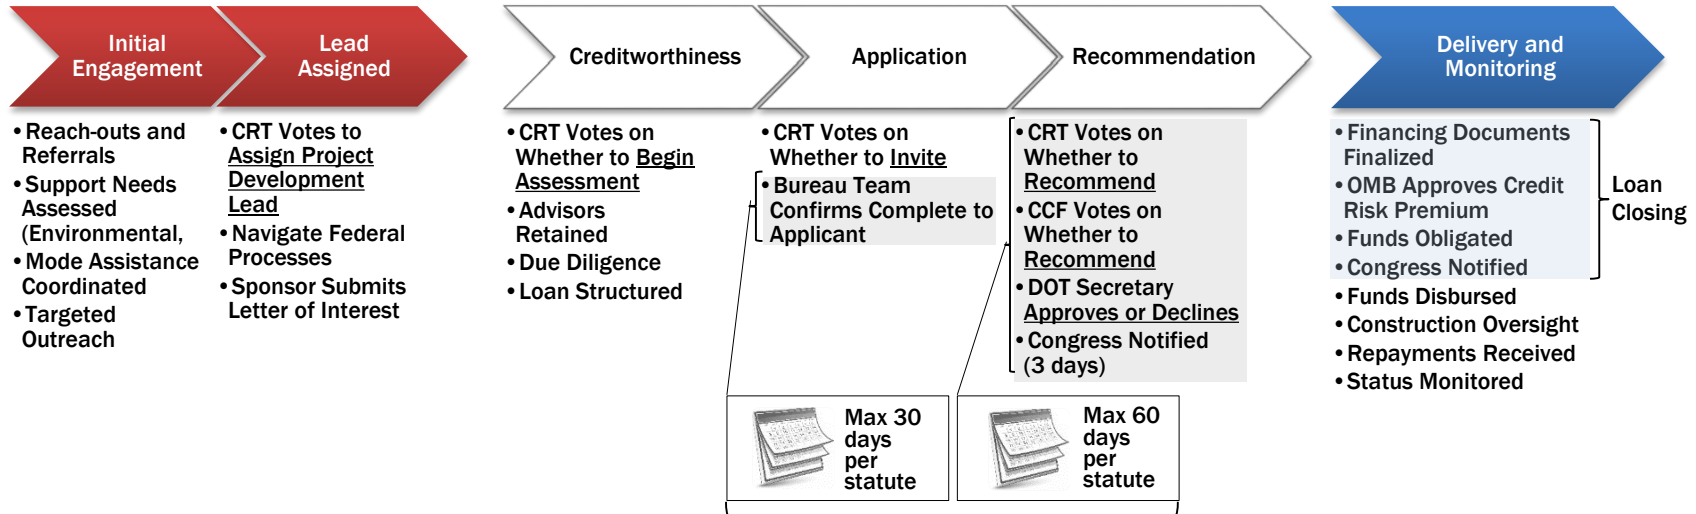 Initial
Engagement
• Reach-outs and
Referrals
• Support Needs
Assessed
(Environmental,
• Mode Assistance
Coordinated
• Targeted
Outreach
Lead
Assigned
• CRT Votes to
Assign Project
Development
Lead
• Navigate Federal
Processes
• Sponsor Submits
Letter of Interest
Creditworthiness
• CRT Votes on
Whether to Begin
Assessment
• Advisors
Retained
• Due Diligence
• Loan Structured
Application
• CRT Votes on
Whether to Invite
• Bureau Team
Confirms Complete to
Applicant
Max 30
days
per
statute
Recommendation
• CRT Votes on
Whether to
Recommend
• CCF Votes on
Whether to
Recommend
• DOT Secretary
Approves or Declines
• Congress Notified
(3 days)
Max 60
days
per
statute
Delivery and
Monitoring
• Financing Documents
Finalized
• OMB Approves Credit
Risk Premium
• Funds Obligated
• Congress Notified
Loan
Closing
• Funds Disbursed
• Construction Oversight
• Repayments Received
• Status Monitored